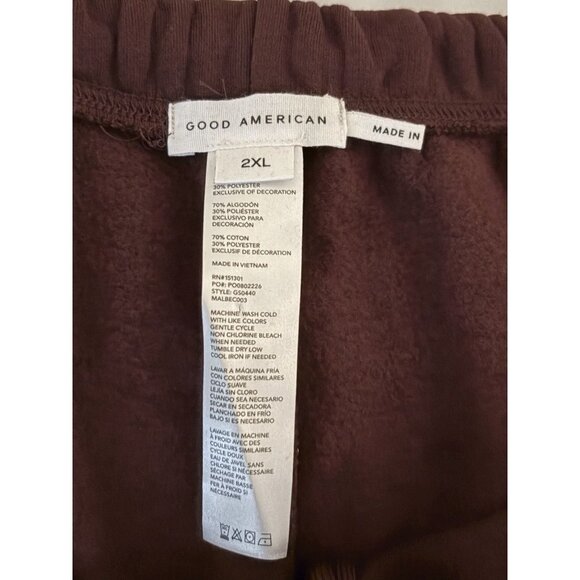 GOOD AMERICAN
MADE IN
2XL
30% POLYESTER
EXCLUSIVE OF DECORATION
70% ALGODÓN
30% POLIÉSTER
EXCLUSIVO PARA
DECORACIÓN
70% COTON
30% POLYESTER
EXCLUSIF DE DÉCORATION
MADE IN VIETNAM
RN#151301
PO#: PO0802226
STYLE: GS0440
MALBEC003
MACHINE WASH COLD
WITH LIKE COLORS
GENTLE CYCLE
NON CHLORINE BLEACH
WHEN NEEDED
TUMBLE DRY LOW
COOL IRON IF NEEDED
LAVAR A MÁQUINA FRÍA
CON COLORES SIMILARES
CICLO SUAVE
LEJÍA SIN CLORO
CUANDO SEA NECESARIO
SECAR EN SECADORA
PLANCHADO EN FRÍO
BAJO SI ES NECESARIO
LAVAGE EN MACHINE
À FROID AVEC DES
COULEURS SIMILAIRES
CYCLE DOUX
EAU DE JAVEL SANS
CHLORE SI NÉCESSAIRE
SÉCHAGE PAR
MACHINE BASSE
FER À FROID SI
NÉCESSAIRE